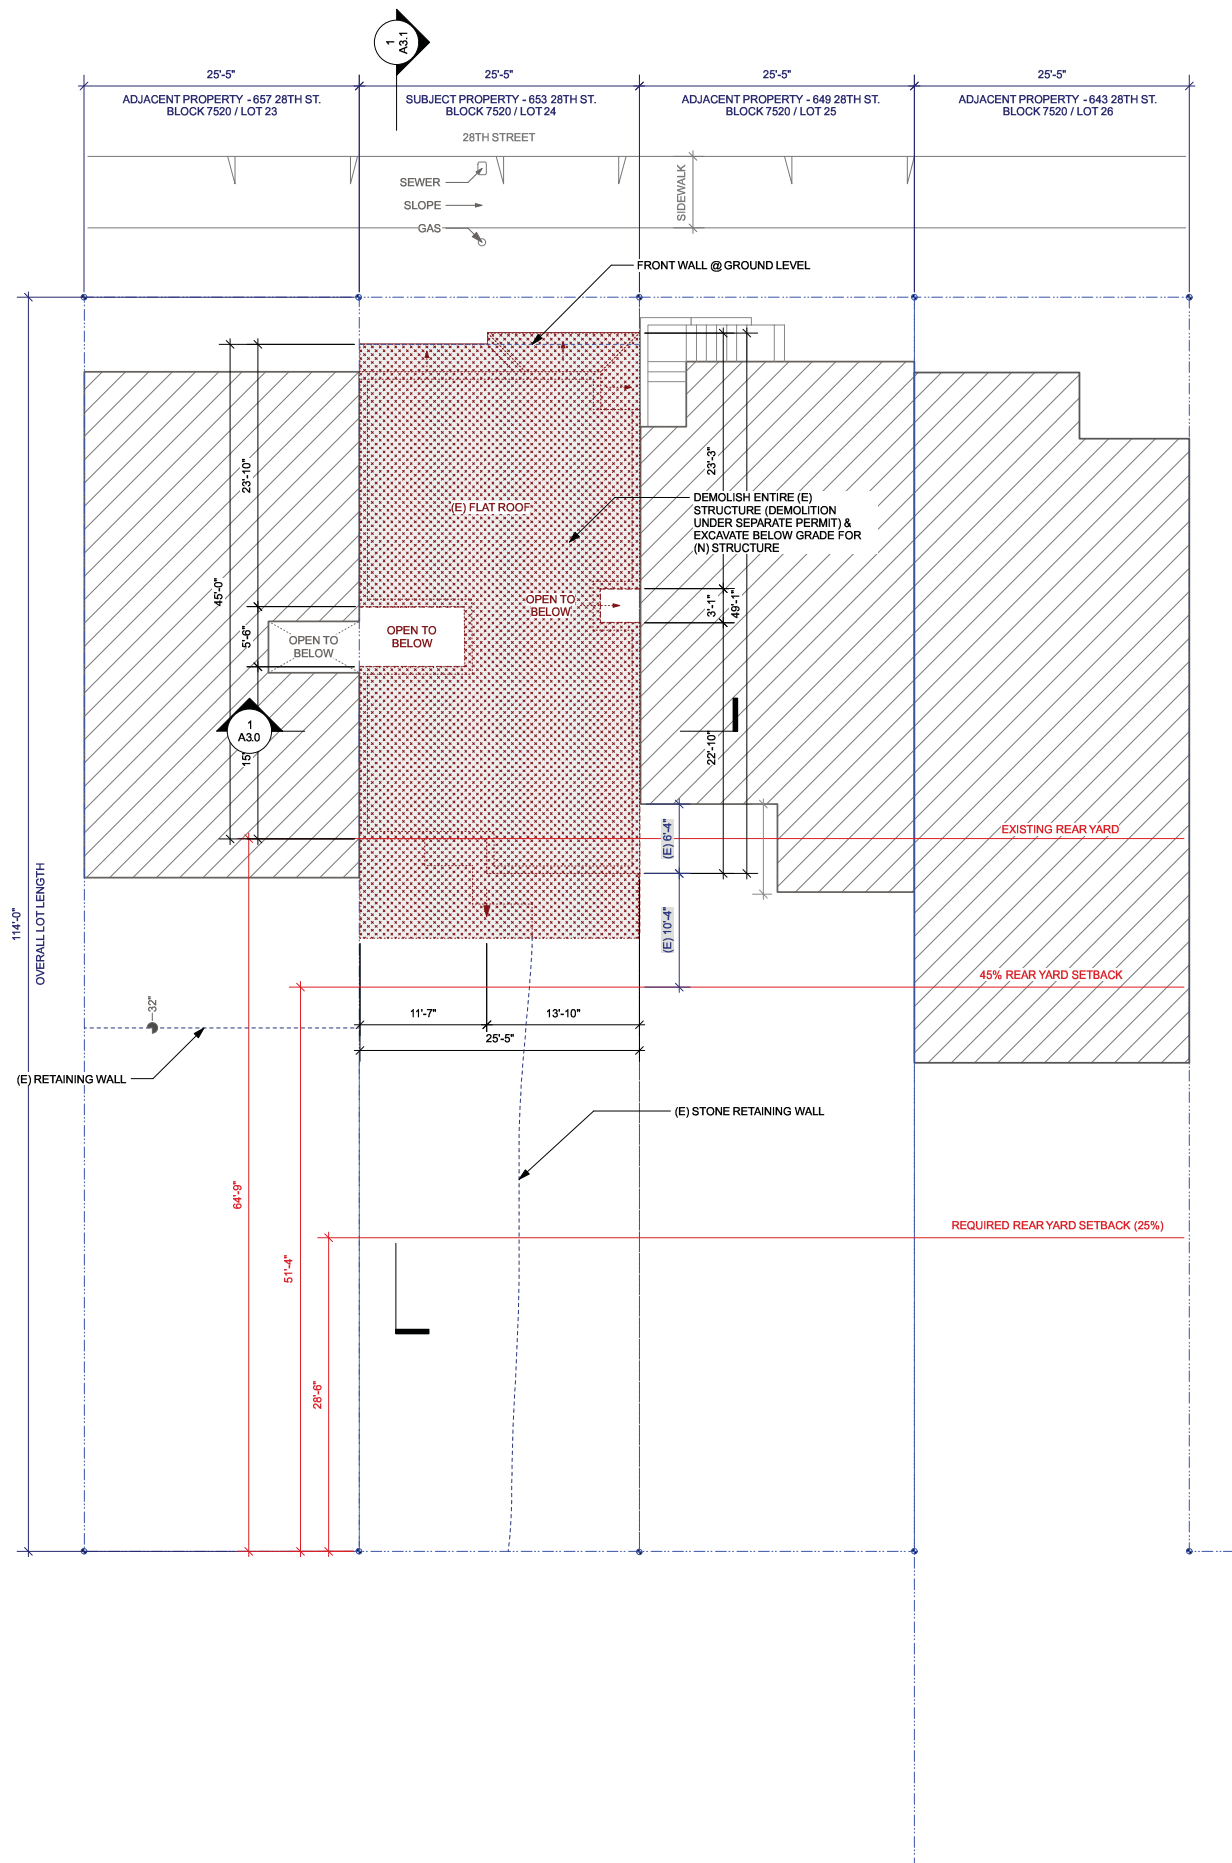 1
A3.1
25'-5"
25'-5"
25'-5"
25'-5"
ADJACENT PROPERTY - 657 28TH ST.
BLOCK 7520 / LOT 23
SUBJECT PROPERTY - 653 28TH ST.
BLOCK 7520 / LOT 24
ADJACENT PROPERTY - 649 28TH ST.
BLOCK 7520 / LOT 25
ADJACENT PROPERTY - 643 28TH ST.
BLOCK 7520 / LOT 26
28TH STREET
SEWER
SLOPE
GAS
SIDEWALK
FRONT WALL @ GROUND LEVEL
23'-10"
23'-3"
(E) FLAT ROOF
DEMOLISH ENTIRE (E)
STRUCTURE (DEMOLITION
UNDER SEPARATE PERMIT) &
EXCAVATE BELOW GRADE FOR
(N) STRUCTURE
45'-0"
5'-6"
OPEN TO
BELOW
OPEN TO
BELOW
OPEN TO
BELOW
3'-1"
49'-1"
1
A3.0
15'
22'-10"
(E) 6'-4"
EXISTING REAR YARD
114'-0"
OVERALL LOT LENGTH
(E) 10'-4"
45% REAR YARD SETBACK
32"
11'-7"
13'-10"
25'-5"
(E) RETAINING WALL
(E) STONE RETAINING WALL
64'-9"
51'-4"
28'-6"
REQUIRED REAR YARD SETBACK (25%)